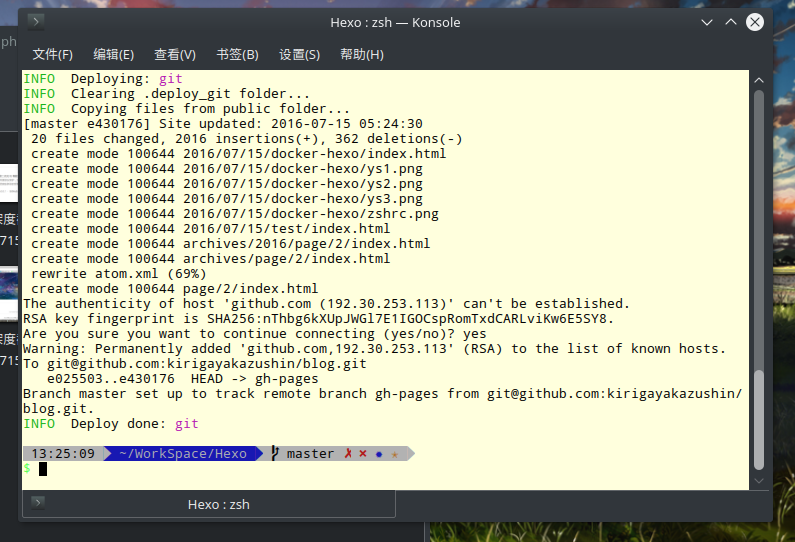 Hexo : zsh — Konsole
ph
文件(F) 编辑(E) 查看(V) 书签(B) 设置(S) 帮助(H)
INFO  Deploying: git
INFO  Clearing .deploy_git folder...
INFO  Copying files from public folder...
[master e430176] Site updated: 2016-07-15 05:24:30
 20 files changed, 2016 insertions(+), 362 deletions(-)
 create mode 100644 2016/07/15/docker-hexo/index.html
 create mode 100644 2016/07/15/docker-hexo/ys1.png
 create mode 100644 2016/07/15/docker-hexo/ys2.png
 create mode 100644 2016/07/15/docker-hexo/ys3.png
 create mode 100644 2016/07/15/docker-hexo/zshrc.png
 create mode 100644 2016/07/15/test/index.html
 create mode 100644 archives/2016/page/2/index.html
 create mode 100644 archives/page/2/index.html
 rewrite atom.xml (69%)
 create mode 100644 page/2/index.html
The authenticity of host 'github.com (192.30.253.113)' can't be established.
RSA key fingerprint is SHA256:nThbg6kXUpJWGl7E1IGOCspRomTxdCARLviKw6E5SY8.
Are you sure you want to continue connecting (yes/no)? yes
Warning: Permanently added 'github.com,192.30.253.113' (RSA) to the list of known hosts.
To git@github.com:kirigayakazushin/blog.git
   e025503..e430176  HEAD -> gh-pages
Branch master set up to track remote branch gh-pages from git@github.com:kirigayakazushin/
blog.git.
INFO  Deploy done: git
13:25:09 ~/WorkSpace/Hexo master ✗ ✕ ● ★
$
深度
715
深度
715
Hexo : zsh